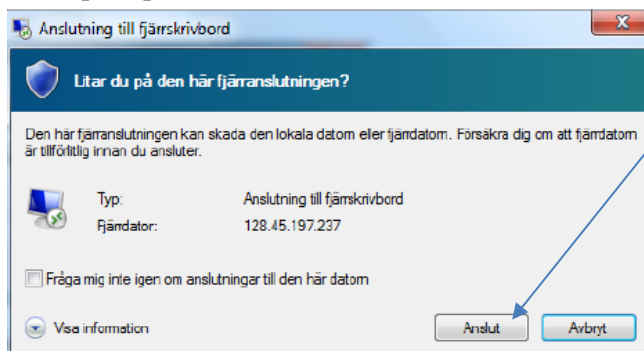 Anslutning till fjärrskrivbord
Litar du på den här fjärranslutningen?
Den här fjärranslutningen kan skada den lokala datorn eller fjärrdatorn. Försäkra dig om att fjärrdatorn
är tillförlitlig innan du ansluter.
Typ: Anslutning till fjärrskrivbord
Fjärrdator: 128.45.197.237
Fråga mig inte igen om anslutningar till den här datorn
Visa information Anslut Avbryt